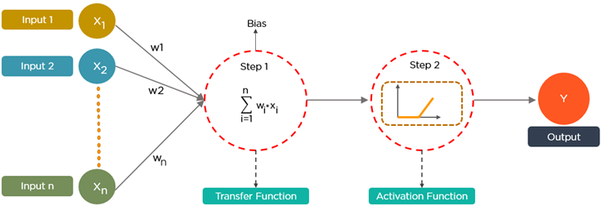 Input 1
X1
Input 2
X2
Input n
Xn
w1
w2
wn
Bias
Step 1
n
∑ wi*xi
i=1
Transfer Function
Step 2
Activation Function
Y
Output